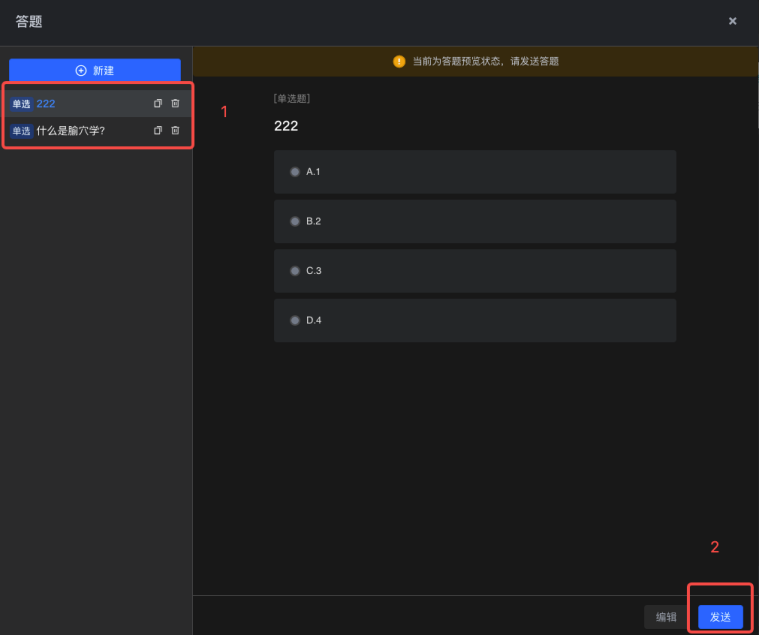 答题
新建
单选 222
单选 什么是腧穴学?
当前为答题预览状态，请发送答题
1
[单选题]
222
A.1
B.2
C.3
D.4
2
编辑 发送